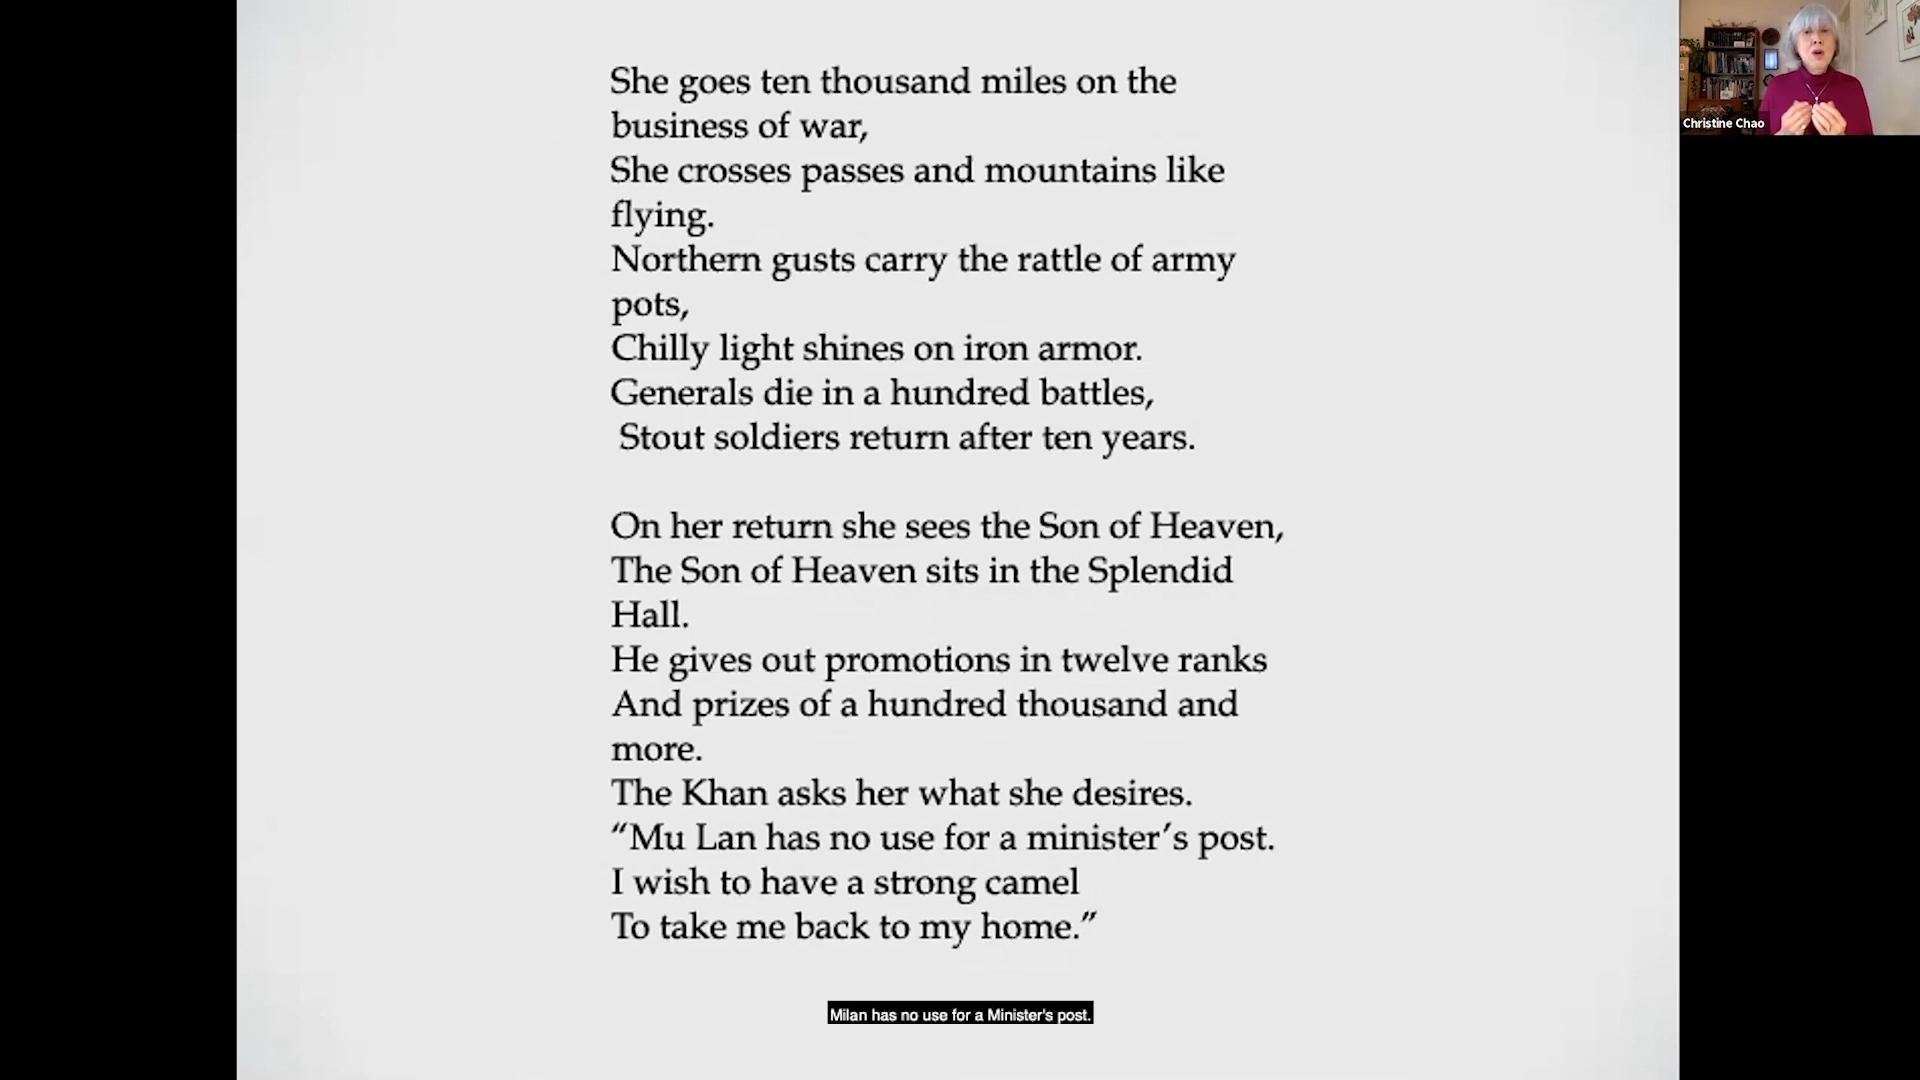 She goes ten thousand miles on the
business of war,
She crosses passes and mountains like
flying.
Northern gusts carry the rattle of army
pots,
Chilly light shines on iron armor.
Generals die in a hundred battles,
Stout soldiers return after ten years.
On her return she sees the Son of Heaven,
The Son of Heaven sits in the Splendid
Hall.
He gives out promotions in twelve ranks
And prizes of a hundred thousand and
more.
The Khan asks her what she desires.
“Mu Lan has no use for a minister’s post.
I wish to have a strong camel
To take me back to my home.”
Milan has no use for a Minister's post.
Christine Chao